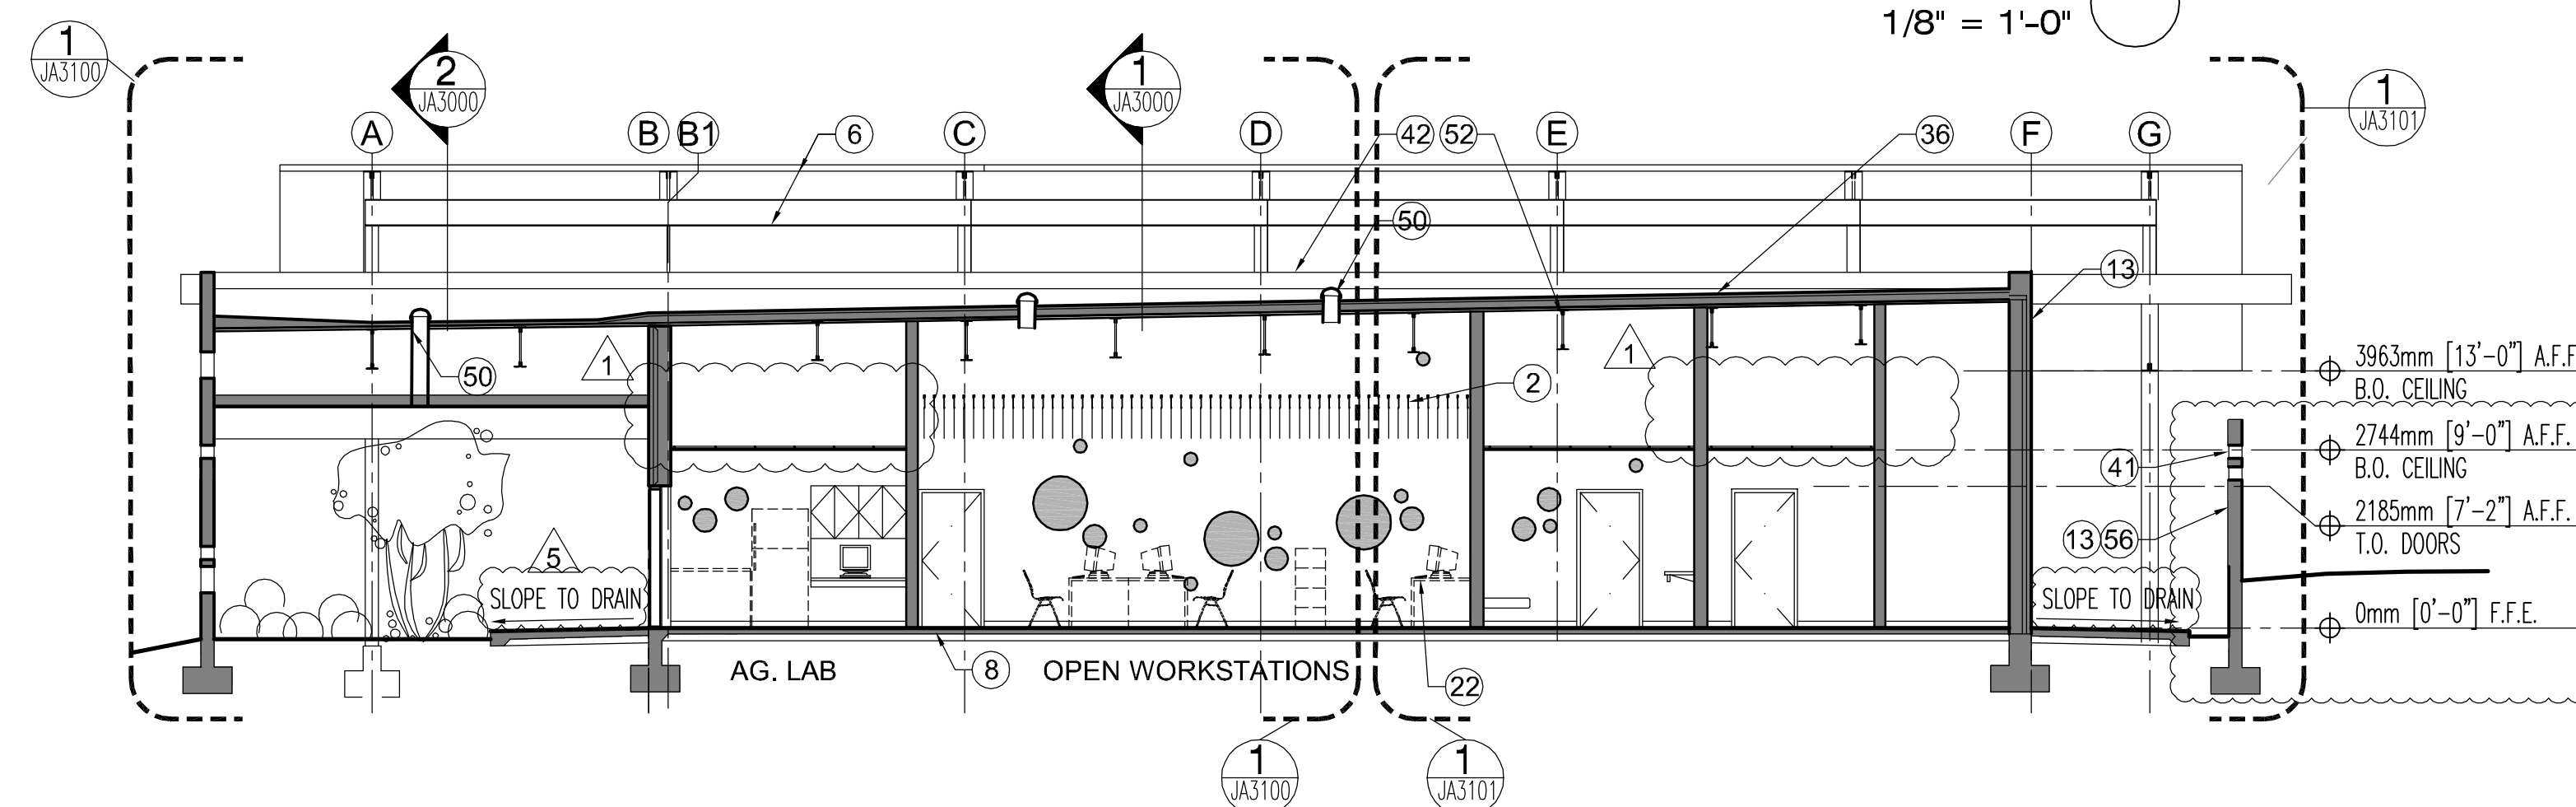 1/8" = 1'-0"
1
JA3100
2
JA3000
1
JA3000
1
JA3101
A
B
B1
6
C
D
42
52
E
36
F
G
50
13
50
1
1
2
3963mm [13'-0"] A.F.F
B.O. CEILING
2744mm [9'-0"] A.F.F.
B.O. CEILING
41
2185mm [7'-2"] A.F.F.
T.O. DOORS
13
56
5
SLOPE TO DRAIN
SLOPE TO DRAIN
0mm [0'-0"] F.F.E.
AG. LAB
8
OPEN WORKSTATIONS
22
1
JA3100
1
JA3101